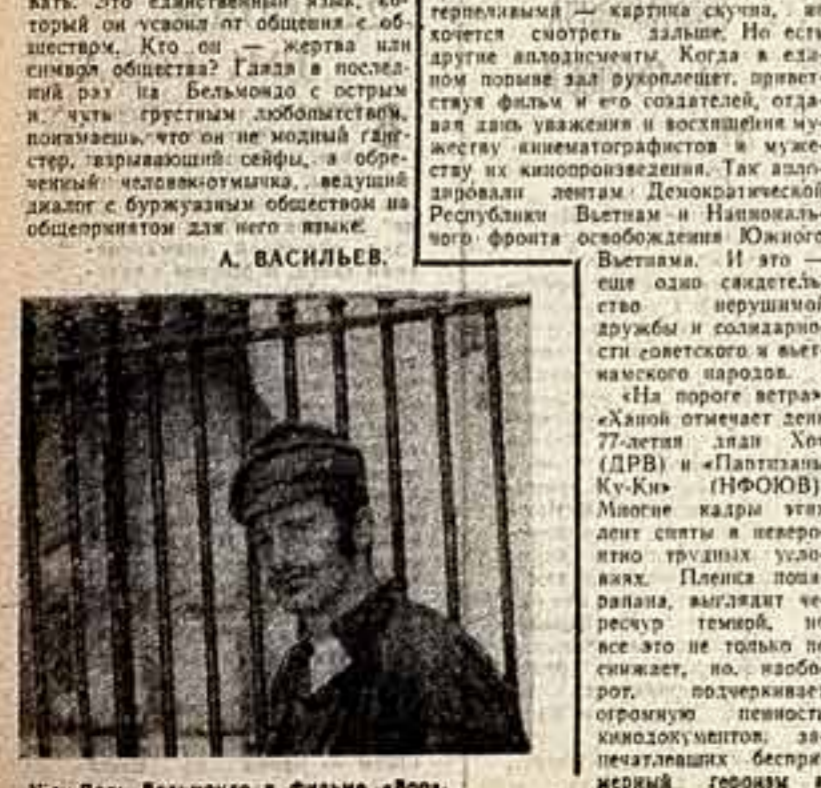 вать. Это единственный язык, ко-
торый он усвоил от общения с об-
ществом. Кто он — жертва или
символ общества? Глядя в послед-
ний раз на Бельмондо с острым
и чуть грустным любопытством,
понимаешь, что он не модный ганг-
стер, взрывающий сейфы, а обре-
ченный человек-отмычка, ведущий
диалог с буржуазным обществом на
общепринятом для него языке.
А. ВАСИЛЬЕВ.
в фильме «Вор».
терпеливыми — картина скучна, не
хочется смотреть дальше. Но есть
другие аплодисменты. Когда в еди-
ном порыве зал рукоплещет, привет-
ствуя фильм и его создателей, отда-
вая дань уважения и восхищения му-
жеству кинематографистов и муже-
ству их кинопроизведения. Так апло-
дировали лентам Демократической
Республики Вьетнам и Националь-
ного фронта освобождения Южного
Вьетнама. И это —
еще одно свидетель-
ство нерушимой
дружбы и солидарно-
сти советского и вьет-
намского народов.
«На пороге ветра»
«Ханой отмечает день
77-летия дяди Хо»
(ДРВ) и «Партизаны
Ку-Ки» (НФОЮВ)
Многие кадры этих
лент сняты в неверо-
ятно трудных усло-
виях. Пленка поца-
рапана, выглядит че-
ресчур темной, но
все это не только не
снижает, но, наобо-
рот, подчеркивает
огромную ценность
кинодокументов, за-
печатлевших беспри-
мерный героизм в